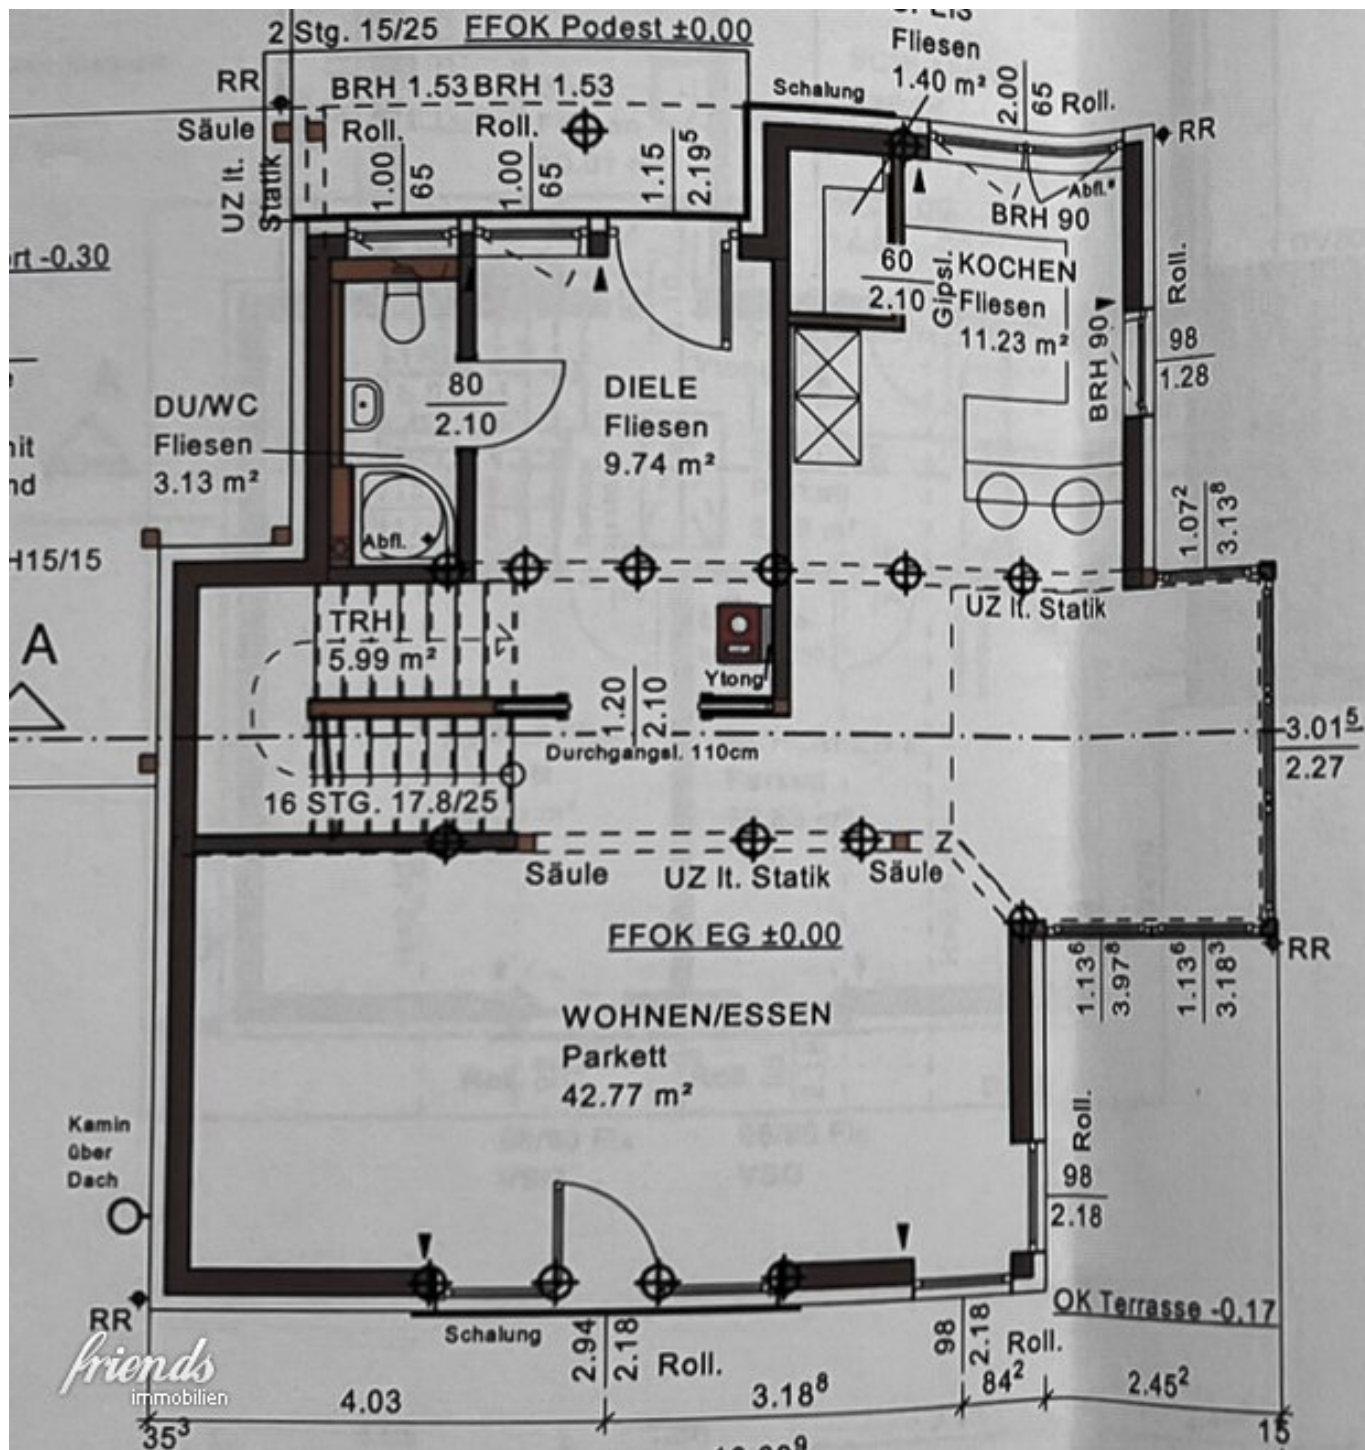 2 Stg. 15/25 FFOK Podest ±0,00
Fliesen
1.40 m²
RR
BRH 1.53 BRH 1.53
Schalung
2.00
65
Roll.
RR
Säule
Roll.
Roll.
UZ lt.
Statik
1.00
65
1.00
65
1.15
2.19⁵
Abfl.
BRH 90
rt -0,30
60
2.10
Gipsl.
KOCHEN
Fliesen
11.23 m²
Roll.
BRH 90
98
1.28
80
2.10
DIELE
Fliesen
9.74 m²
DU/WC
Fliesen
3.13 m²
nit
nd
Abfl.
1.07²
3.13⁸
H15/15
UZ lt. Statik
A
TRH
5.99 m²
Ytong
1.20
2.10
Durchgangsl. 110cm
3.01⁵
2.27
16 STG. 17.8/25
Säule
UZ lt. Statik
Säule
FFOK EG ±0,00
RR
1.13⁶
3.97⁸
1.13⁶
3.18³
WOHNEN/ESSEN
Parkett
42.77 m²
Kamin
über
Dach
Roll.
98
2.18
RR
OK Terrasse -0,17
Schalung
2.94
2.18
Roll.
98
2.18
Roll.
friends
immobilien
4.03
3.18⁸
84²
2.45²
35³
15